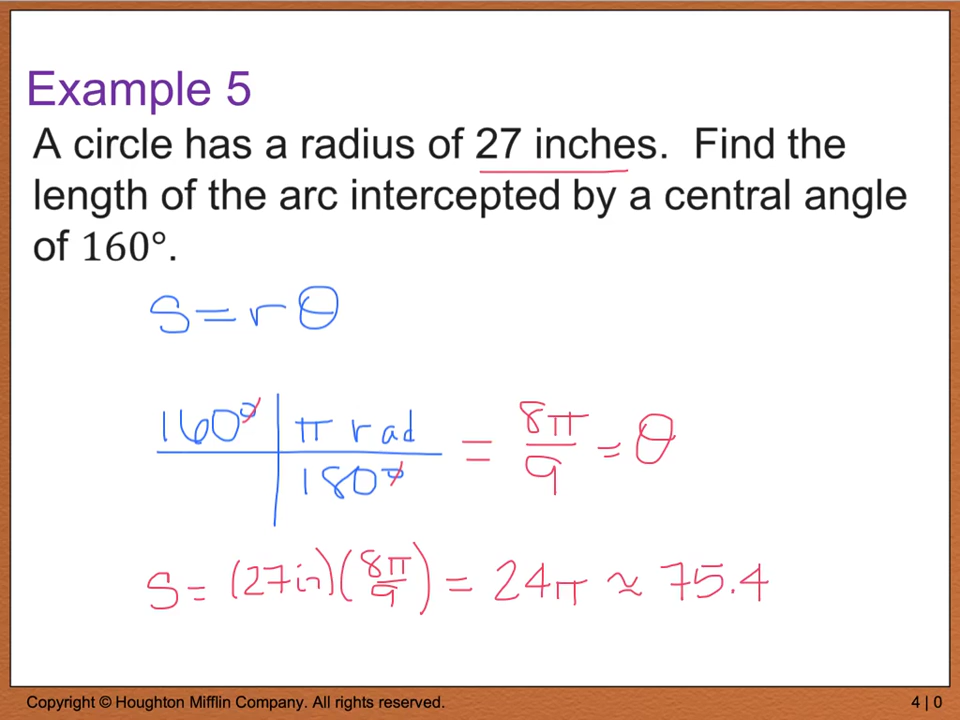 Example 5
A circle has a radius of 27 inches. Find the
length of the arc intercepted by a central angle
of 160°.
s = r θ
160° | π rad = 8π = θ
180° 9
s = (27in)(8π/9) = 24π ≈ 75.4
Copyright © Houghton Mifflin Company. All rights reserved. 4 | 0